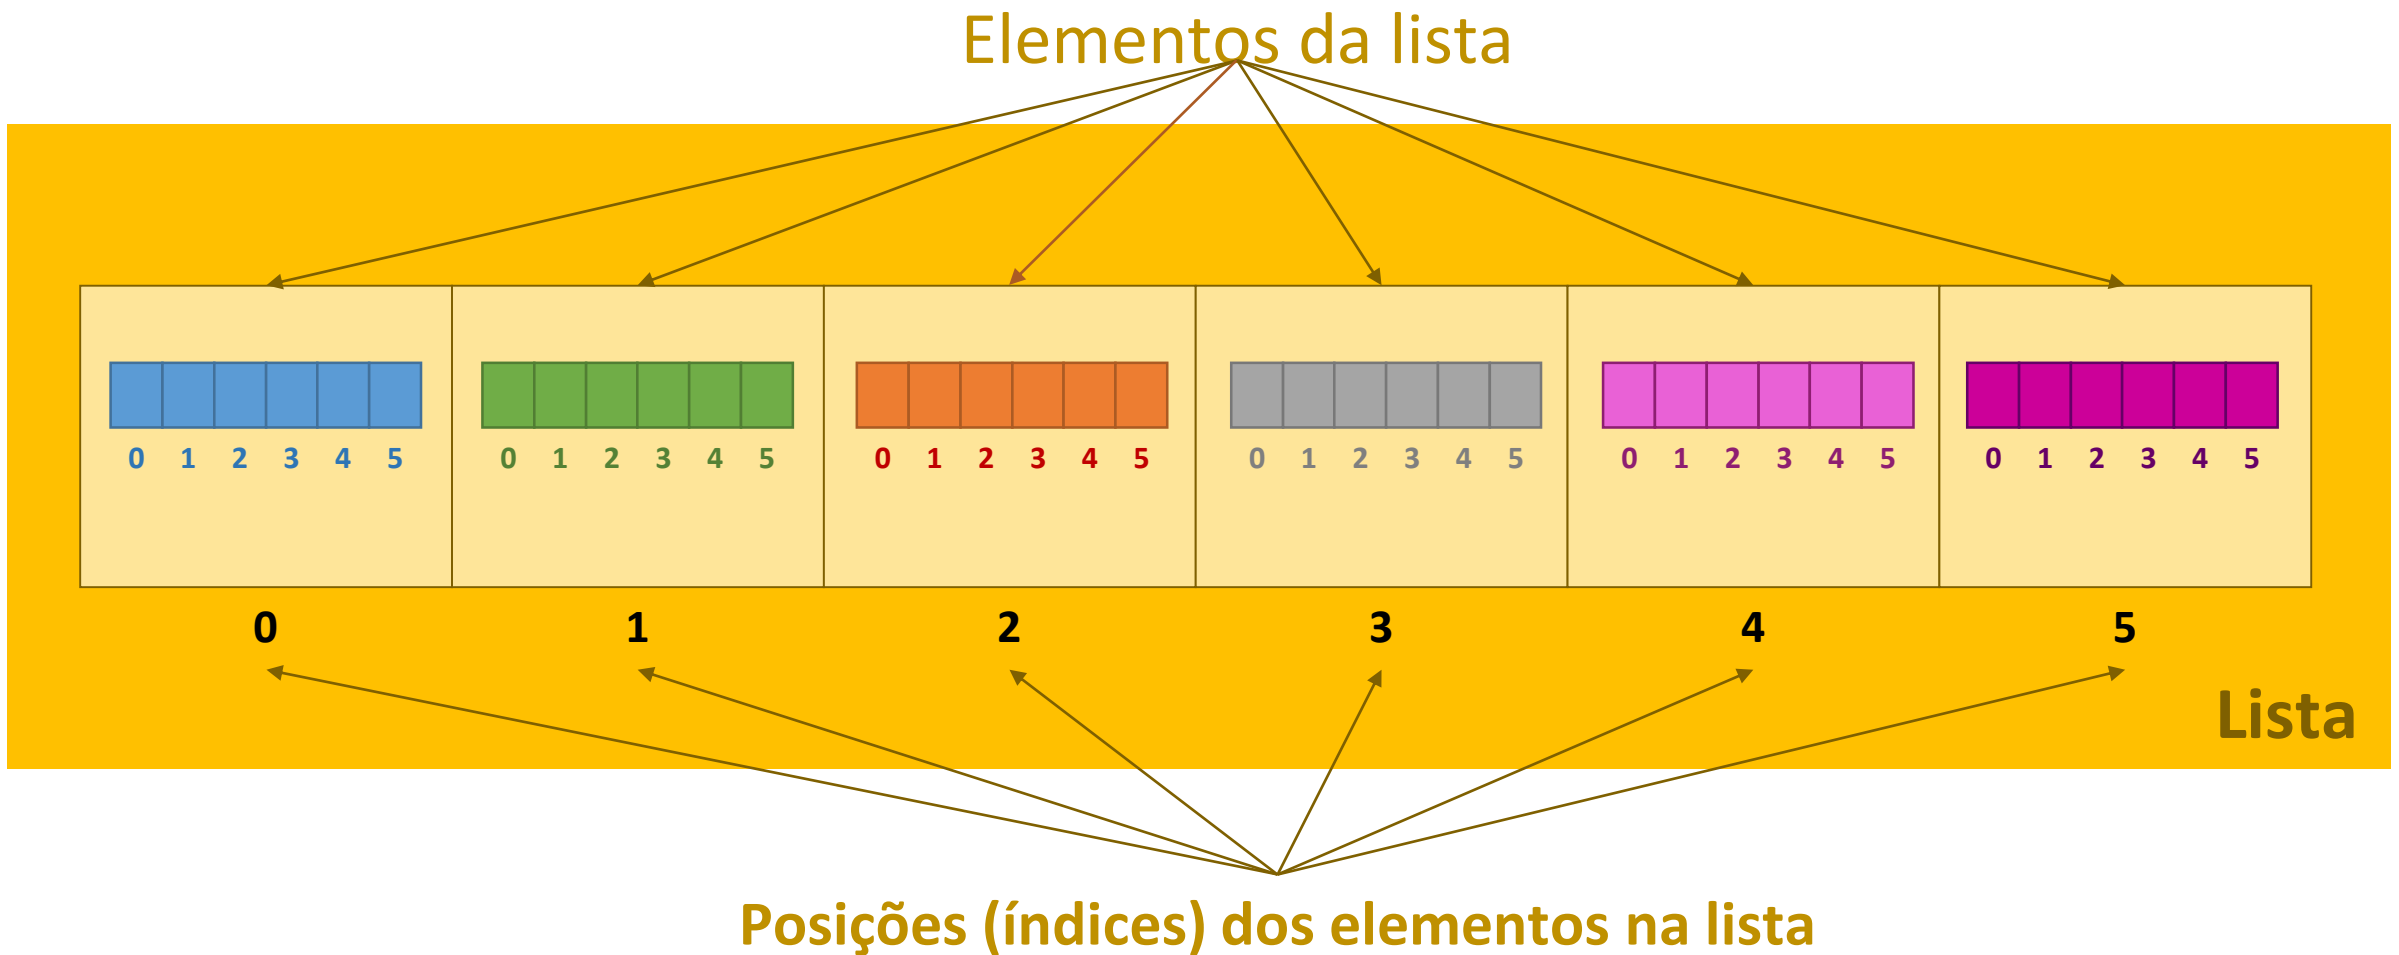 Elementos da lista
0 1 2 3 4 5 0 1 2 3 4 5 0 1 2 3 4 5 0 1 2 3 4 5 0 1 2 3 4 5 0 1 2 3 4 5
0 1 2 3 4 5
Lista
Posições (índices) dos elementos na lista